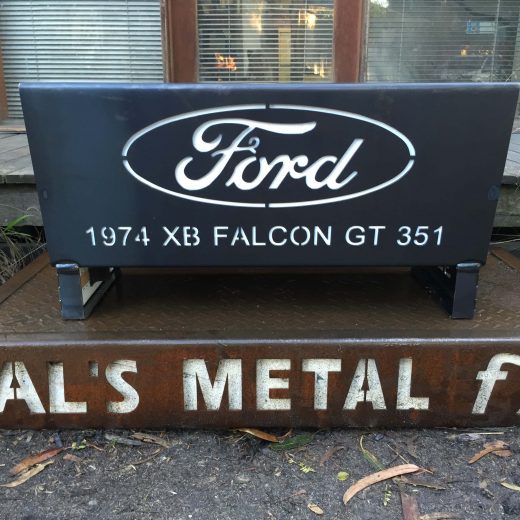 Ford
1974 XB FALCON GT 351
AL'S METAL